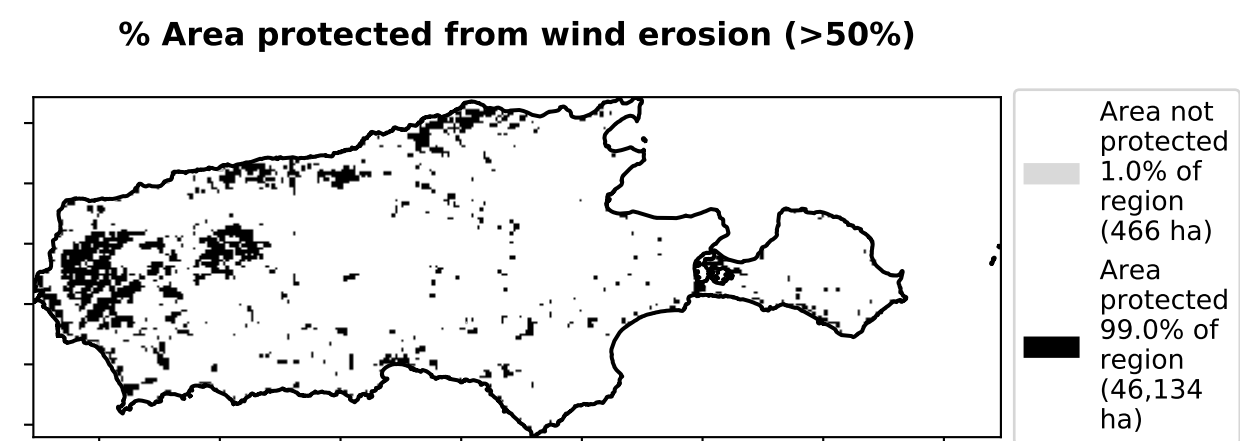 % Area protected from wind erosion (>50%)
Area not
protected
1.0% of
region
(466 ha)
Area
protected
99.0% of
region
(46,134
ha)